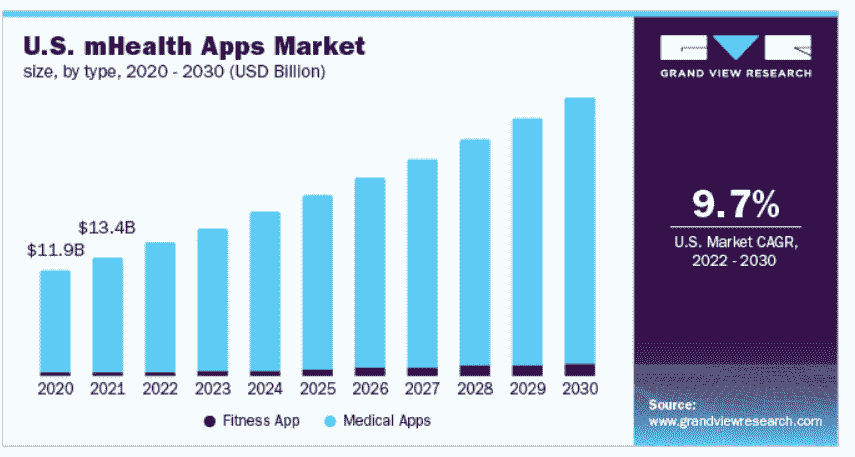 U.S. mHealth Apps Market
size, by type, 2020 - 2030 (USD Billion)
$11.9B
$13.4B
2020 2021 2022 2023 2024 2025 2026 2027 2028 2029 2030
Fitness App Medical Apps
GRAND VIEW RESEARCH
9.7%
U.S. Market CAGR,
2022 - 2030
Source:
www.grandviewresearch.com